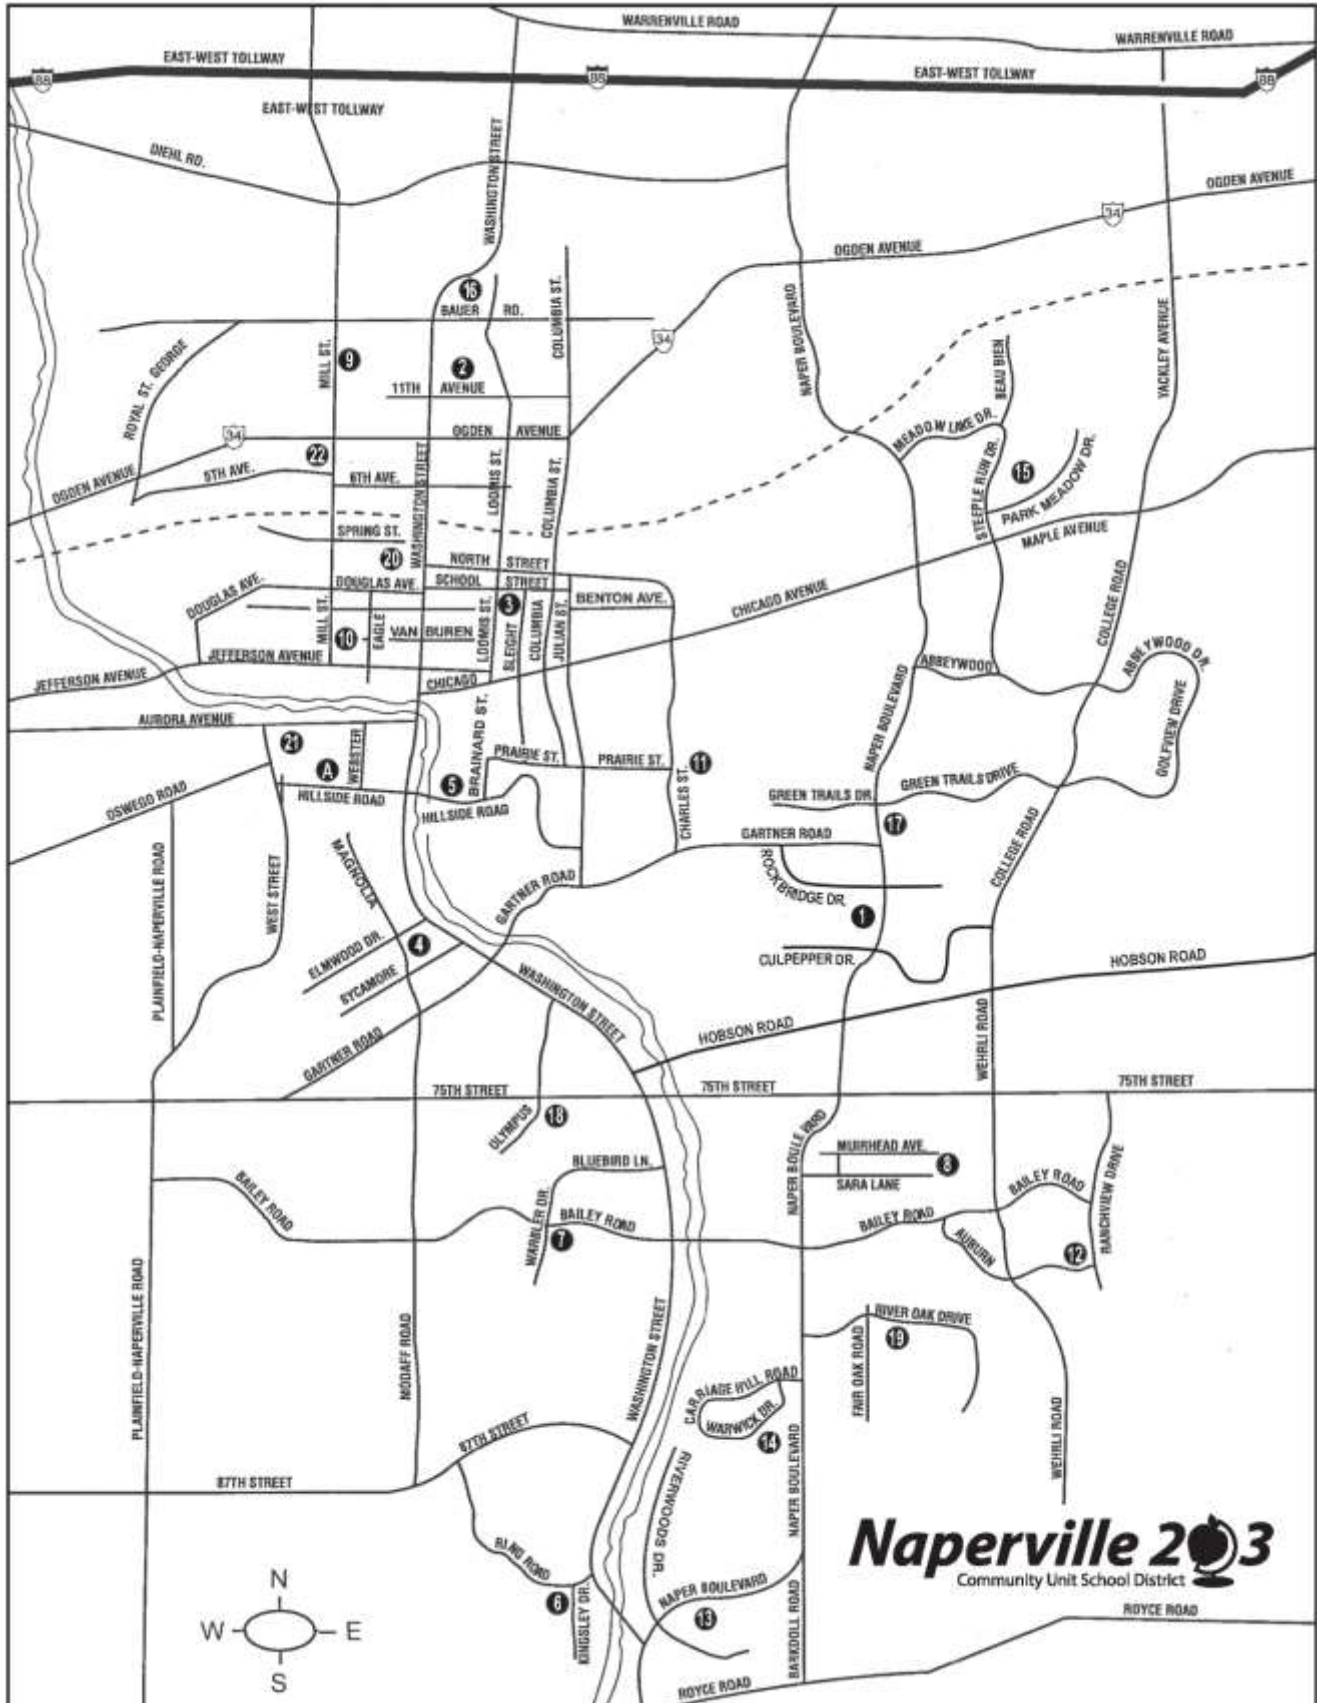 WARRENVILLE ROAD
WARRENVILLE ROAD
EAST-WEST TOLLWAY
EAST-WEST TOLLWAY
88
88
88
EAST-WEST TOLLWAY
DIEHL RD.
WASHINGTON STREET
OGDEN AVENUE
34
OGDEN AVENUE
16
BAUER RD.
COLUMBIA ST.
NAPER BOULEVARD
YACKLEY AVENUE
34
ROYAL ST. GEORGE
MILL ST.
9
2
11TH AVENUE
BEAU BIEN
MEADOW LAKE DR.
34
OGDEN AVENUE
OGDEN AVENUE
22
5TH AVE.
6TH AVE.
WASHINGTON STREET
LOOMIS ST.
COLUMBIA ST.
STEEPLE RUN DR.
15
PARK MEADOW DR.
MAPLE AVENUE
SPRING ST.
20
NORTH STREET
DOUGLAS AVE.
DOUGLAS AVE.
SCHOOL STREET
BENTON AVE.
CHICAGO AVENUE
COLLEGE ROAD
MILL ST.
10
EAGLE
VAN BUREN
LOOMIS ST.
3
SLEIGHT
COLUMBIA
JULIAN ST.
JEFFERSON AVENUE
JEFFERSON AVENUE
CHICAGO
ABBEYWOOD
ABBEYWOOD DR.
AURORA AVENUE
NAPER BOULEVARD
GOLFVIEW DRIVE
21
A
WEBSTER
BRAINARD ST.
PRAIRIE ST.
PRAIRIE ST.
11
5
HILLSIDE ROAD
HILLSIDE ROAD
OSWEGO ROAD
GREEN TRAILS DR.
GREEN TRAILS DRIVE
17
CHARLES ST.
GARTNER ROAD
COLLEGE ROAD
PLAINFIELD-NAPERVILLE ROAD
WEST STREET
MAGNOLIA
GARTNER ROAD
ROCKBRIDGE DR.
1
ELMWOOD DR.
4
SYCAMORE
CULPEPPER DR.
HOBSON ROAD
WASHINGTON STREET
HOBSON ROAD
WEHRLI ROAD
GARTNER ROAD
75TH STREET
75TH STREET
75TH STREET
OLYMPUS
18
NAPER BOULEVARD
MUIRHEAD AVE.
8
SARA LANE
BLUEBIRD LN.
BAILEY ROAD
WARBLER DR.
BAILEY ROAD
7
BAILEY ROAD
BAILEY ROAD
AUBURN
12
RANCHVIEW DRIVE
PLAINFIELD-NAPERVILLE ROAD
MODAFF ROAD
WASHINGTON STREET
RIVER OAK DRIVE
19
FAIR OAK ROAD
CARRIAGE HILL ROAD
WARWICK DR.
14
NAPER BOULEVARD
WEHRLI ROAD
87TH STREET
87TH STREET
RIVERWOODS DR.
RING ROAD
6
KINGSLEY DR.
NAPER BOULEVARD
13
BARKDOLL ROAD
Naperville 203
Community Unit School District
ROYCE ROAD
ROYCE ROAD
N
W E
S